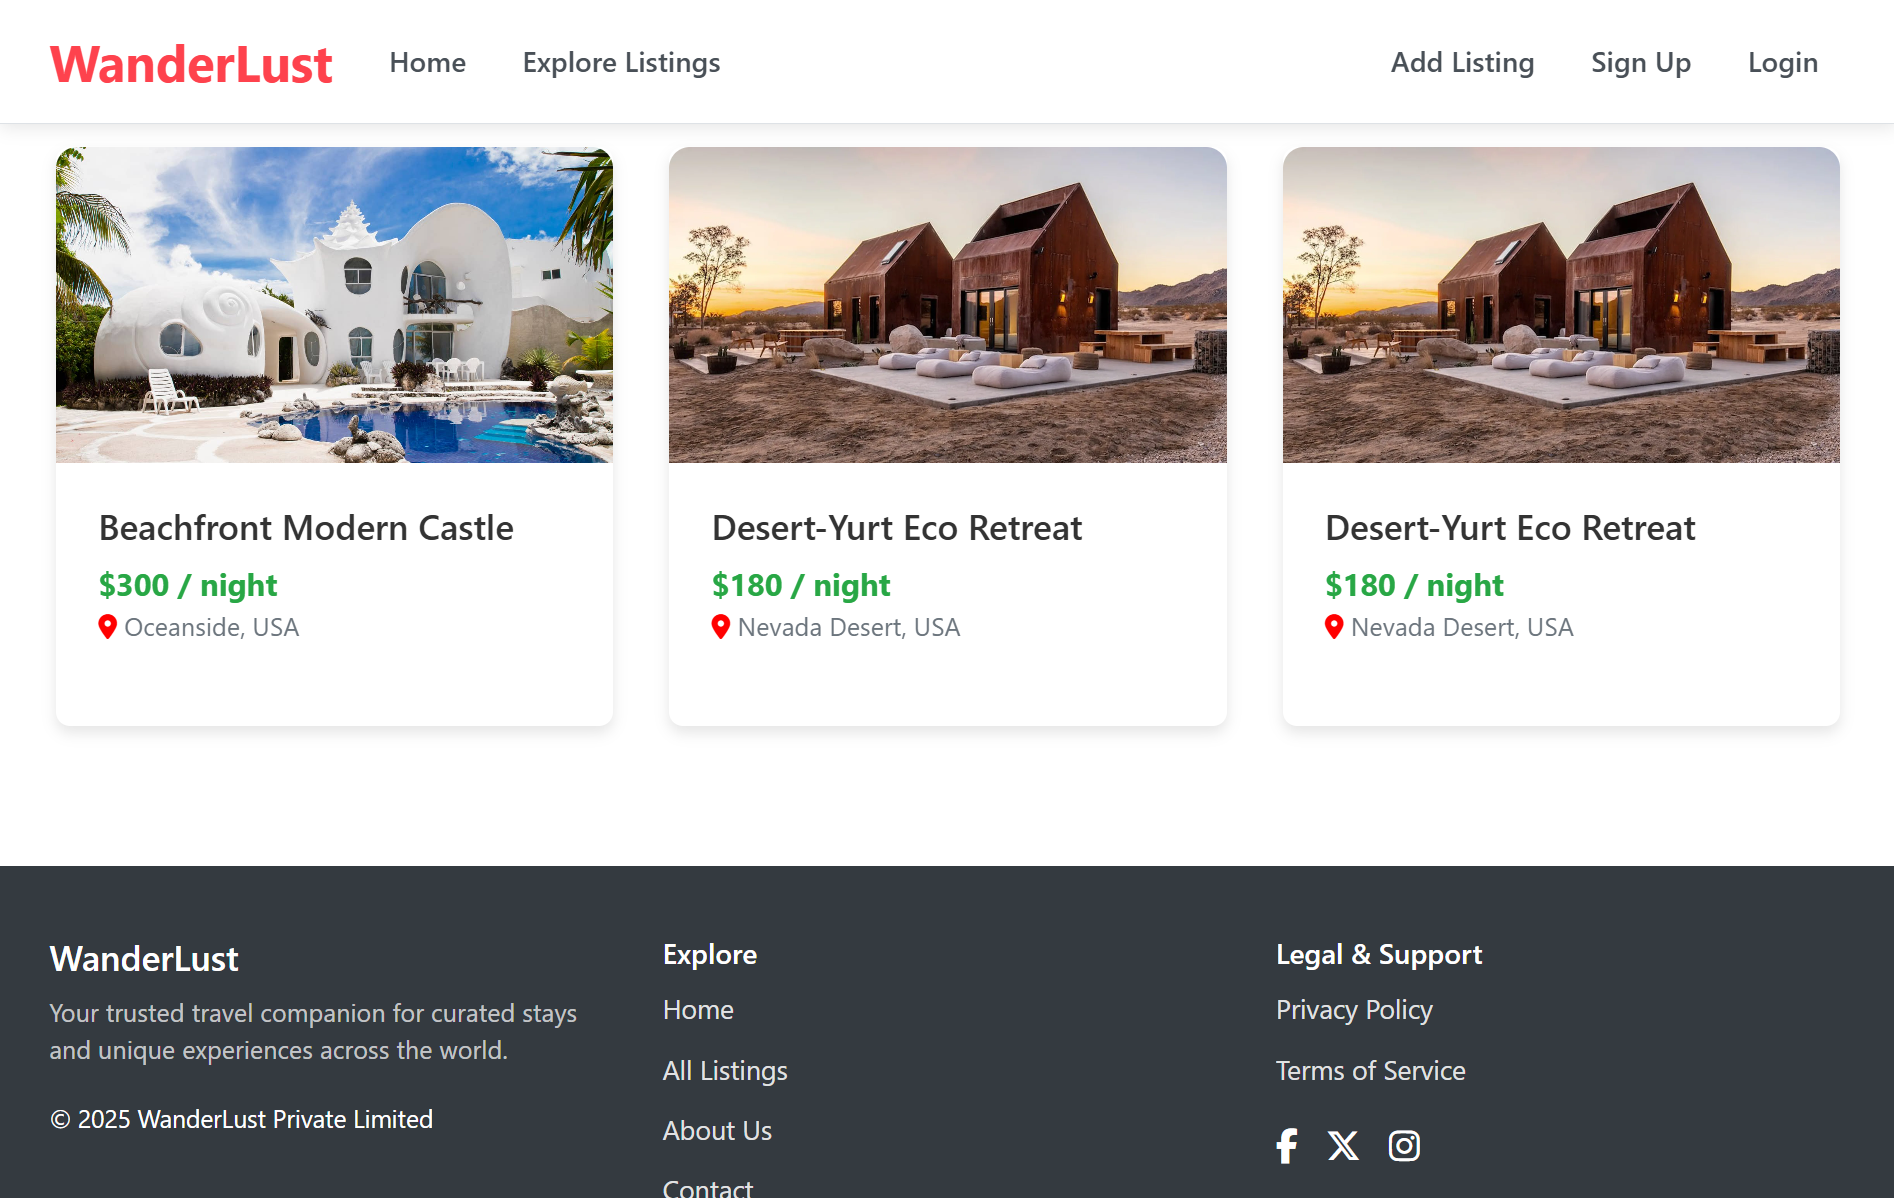 WanderLust
Home
Explore Listings
Add Listing
Sign Up
Login
Beachfront Modern Castle
$300 / night
Oceanside, USA
Desert-Yurt Eco Retreat
$180 / night
Nevada Desert, USA
Desert-Yurt Eco Retreat
$180 / night
Nevada Desert, USA
WanderLust
Your trusted travel companion for curated stays
and unique experiences across the world.
© 2025 WanderLust Private Limited
Explore
Home
All Listings
About Us
Contact
Legal & Support
Privacy Policy
Terms of Service